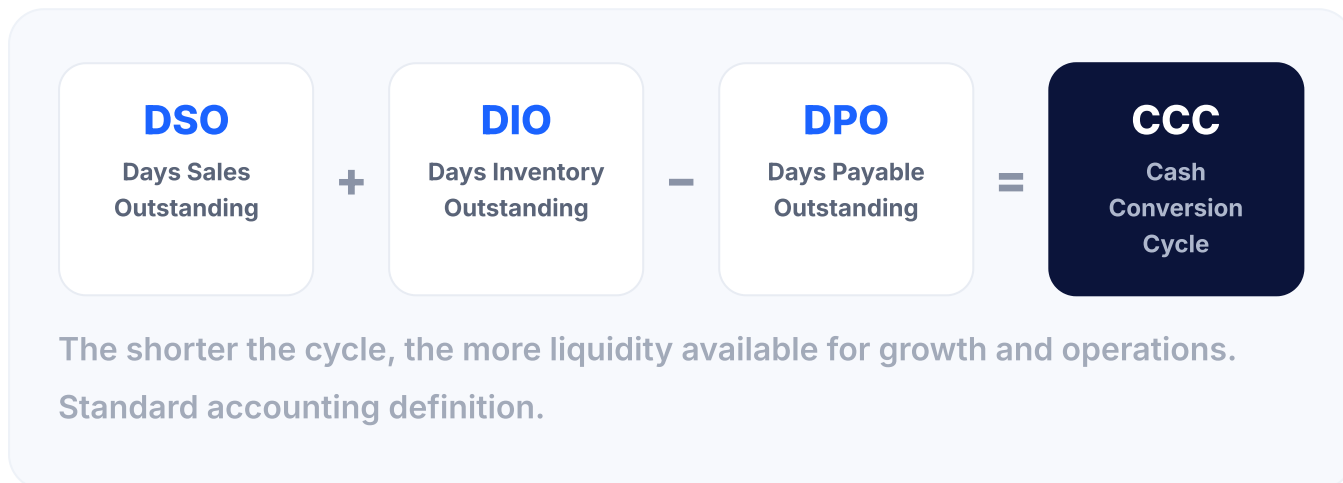 DSO
Days Sales
Outstanding
+
DIO
Days Inventory
Outstanding
−
DPO
Days Payable
Outstanding
=
CCC
Cash
Conversion
Cycle
The shorter the cycle, the more liquidity available for growth and operations.
Standard accounting definition.